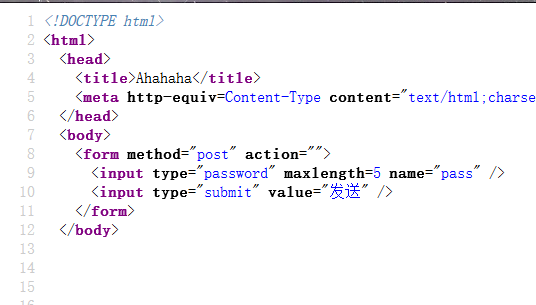 1 <!DOCTYPE html>
2 <html>
3 <head>
4 <title>Ahahaha</title>
5 <meta http-equiv=Content-Type content="text/html;charse
6 </head>
7 <body>
8 <form method="post" action="">
9 <input type="password" maxlength=5 name="pass" />
10 <input type="submit" value="发送" />
11 </form>
12 </body>
13
14
15
16